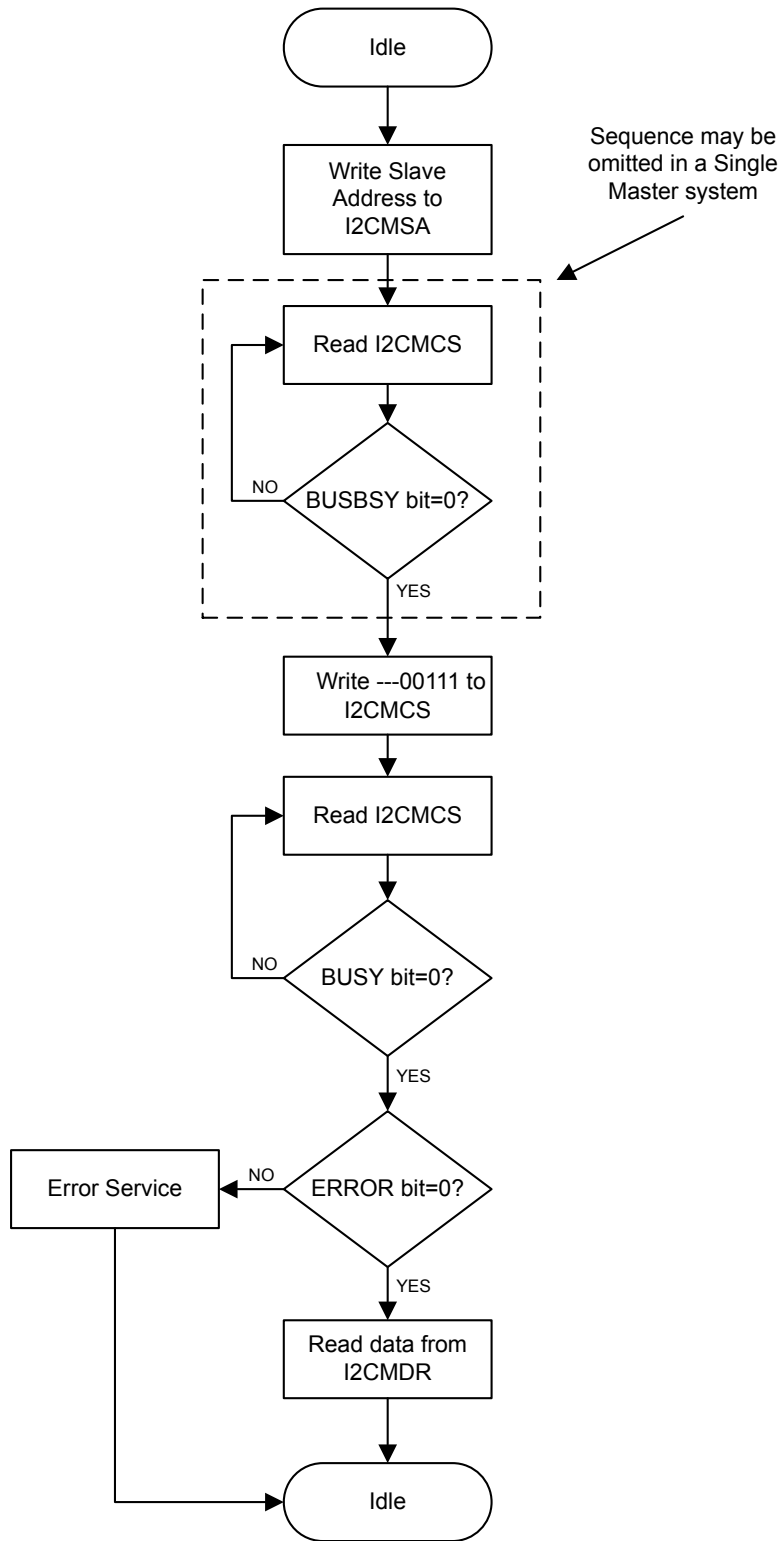 Idle
Write Slave
Address to
I2CMSA
Sequence may be
omitted in a Single
Master system
Read I2CMCS
BUSBSY bit=0?
NO
YES
Write ---00111 to
I2CMCS
Read I2CMCS
BUSY bit=0?
NO
YES
ERROR bit=0?
NO
Error Service
YES
Read data from
I2CMDR
Idle